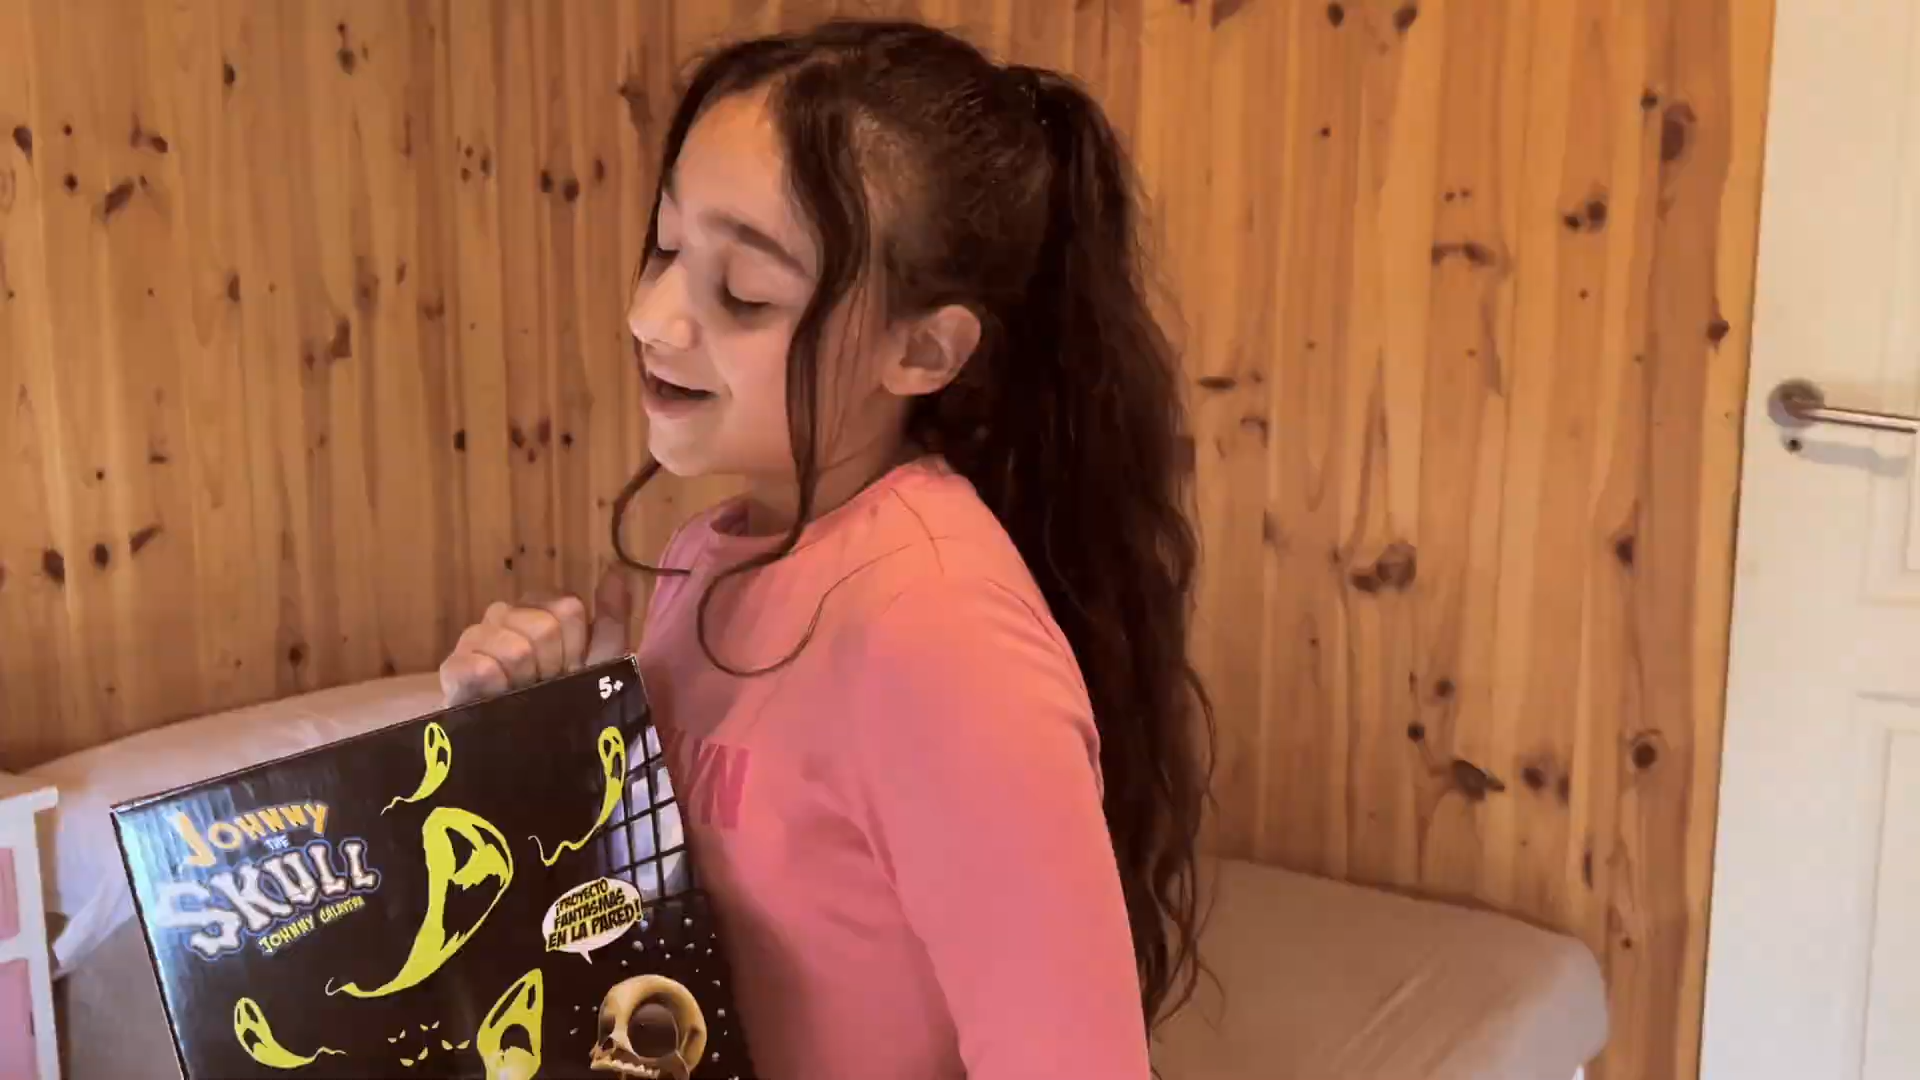 5+
JOHNNY
THE
SKULL
JOHNNY CALAVERA
¡PROYECTO
FANTASMAS
EN LA PARED!